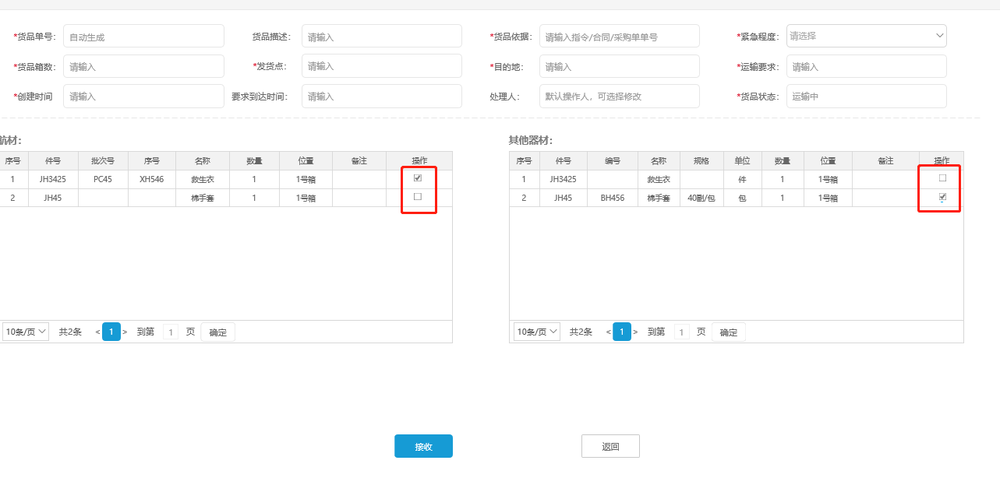 *货品单号: 自动生成 货品描述: 请输入 *货品依据: 请输入指令/合同/采购单单号 *紧急程度: 请选择
*货品箱数: 请输入 *发货点: 请输入 *目的地: 请输入 *运输要求: 请输入
*创建时间 请输入 要求到达时间: 请输入 处理人: 默认操作人，可选择修改 *货品状态: 运输中
航材:
序号 件号 批次号 序号 名称 数量 位置 备注 操作
1 JH3425 PC45 XH546 救生衣 1 1号箱
2 JH45 棉手套 1 1号箱
10条/页 共2条 < 1 > 到第 1 页 确定
其他器材:
序号 件号 编号 名称 规格 单位 数量 位置 备注 操作
1 JH3425 救生衣 件 1 1号箱
2 JH45 BH456 棉手套 40副/包 包 1 1号箱
10条/页 共2条 < 1 > 到第 1 页 确定
接收 返回